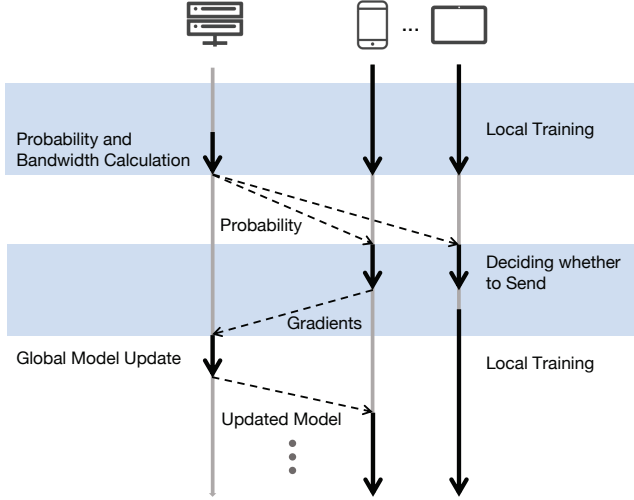 ...
Probability and
Bandwidth Calculation
Local Training
Probability
Deciding whether
to Send
Gradients
Global Model Update
Local Training
Updated Model